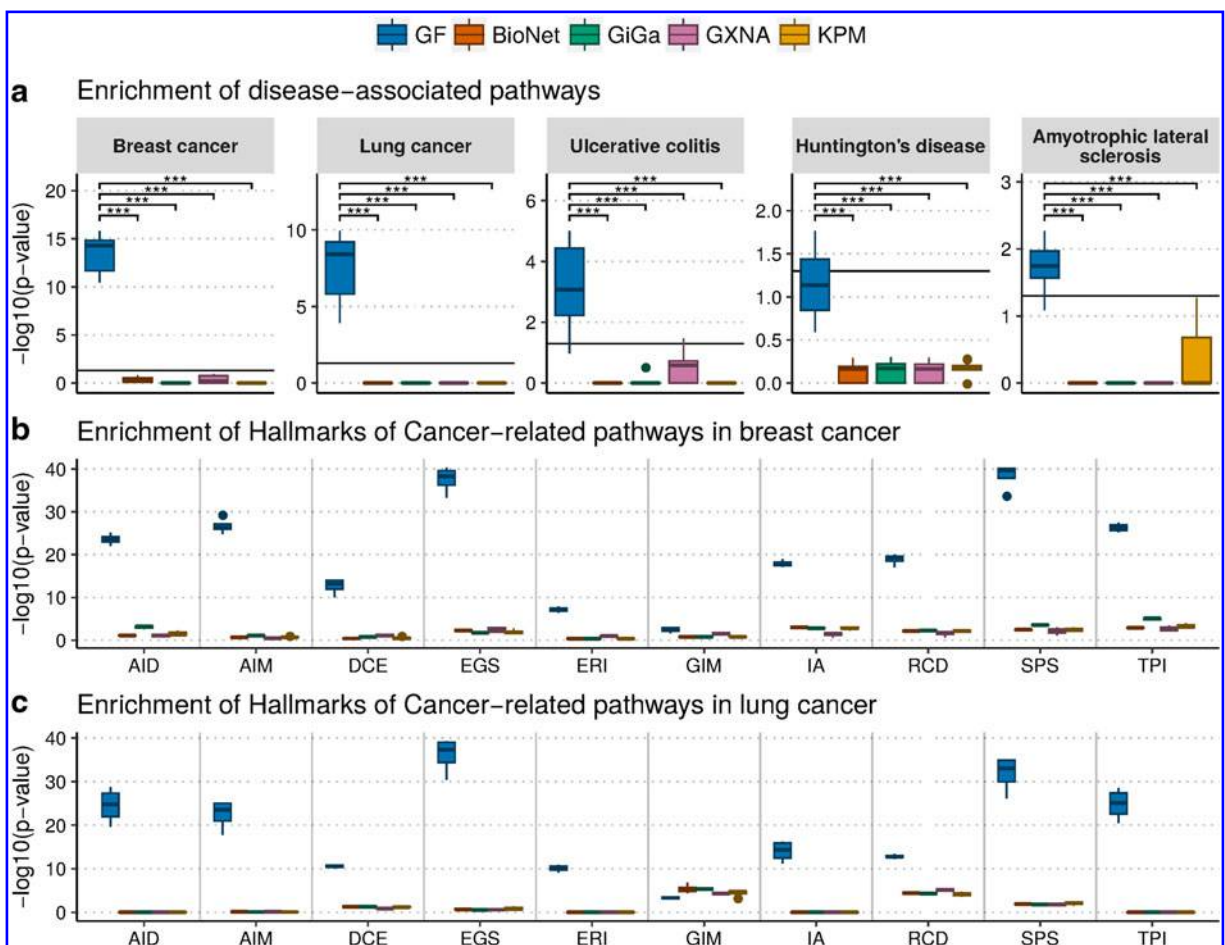 GF BioNet GiGa GXNA KPM
a Enrichment of disease−associated pathways
Breast cancer Lung cancer Ulcerative colitis Huntington's disease Amyotrophic lateral
sclerosis
−log10(p−value)
20
15
10
5
0
*** *** *** ***
10
5
0
*** *** *** ***
6
4
2
0
*** *** *** ***
2.0
1.5
1.0
0.5
0.0
*** *** *** ***
3
2
1
0
*** *** *** ***
b Enrichment of Hallmarks of Cancer−related pathways in breast cancer
−log10(p−value)
40
30
20
10
0
AID AIM DCE EGS ERI GIM IA RCD SPS TPI
c Enrichment of Hallmarks of Cancer−related pathways in lung cancer
−log10(p−value)
40
30
20
10
0
AID AIM DCE EGS ERI GIM IA RCD SPS TPI